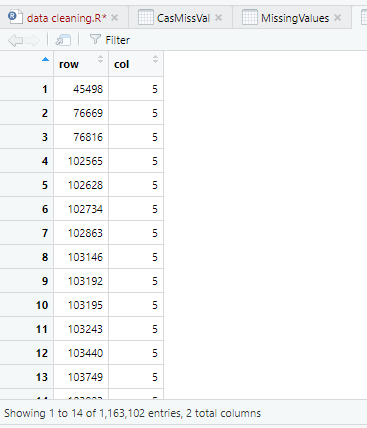 data cleaning.R* × CasMissVal × MissingValues ×
Filter
row col
1 45498 5
2 76669 5
3 76816 5
4 102565 5
5 102628 5
6 102734 5
7 102863 5
8 103146 5
9 103192 5
10 103195 5
11 103243 5
12 103440 5
13 103749 5
Showing 1 to 14 of 1,163,102 entries, 2 total columns